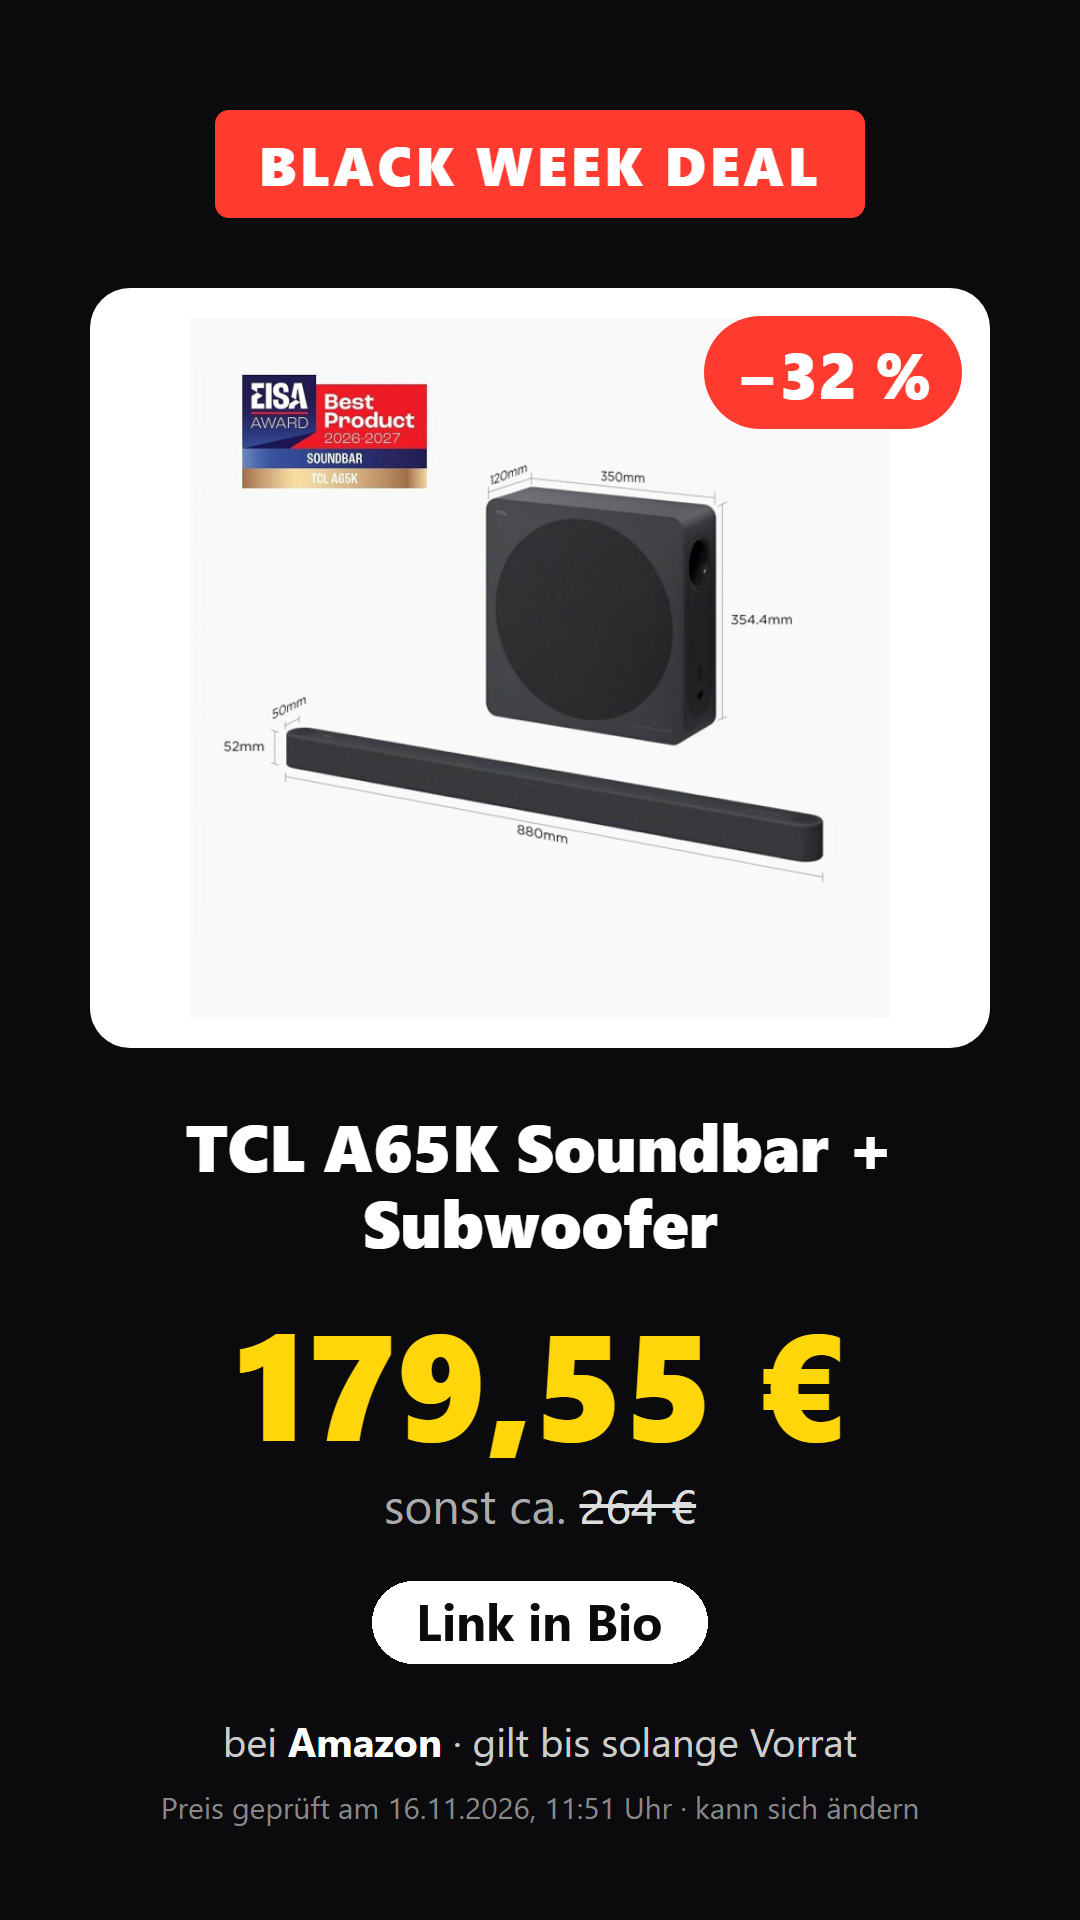 BLACK WEEK DEAL
–32 %
EISA
AWARD
Best
Product
2026-2027
SOUNDBAR
TCL A65K
120mm
350mm
TCL
354.4mm
50mm
52mm
880mm
TCL A65K Soundbar +
Subwoofer
179,55 €
sonst ca. 264 €
Link in Bio
bei Amazon · gilt bis solange Vorrat
Preis geprüft am 16.11.2026, 11:51 Uhr · kann sich ändern